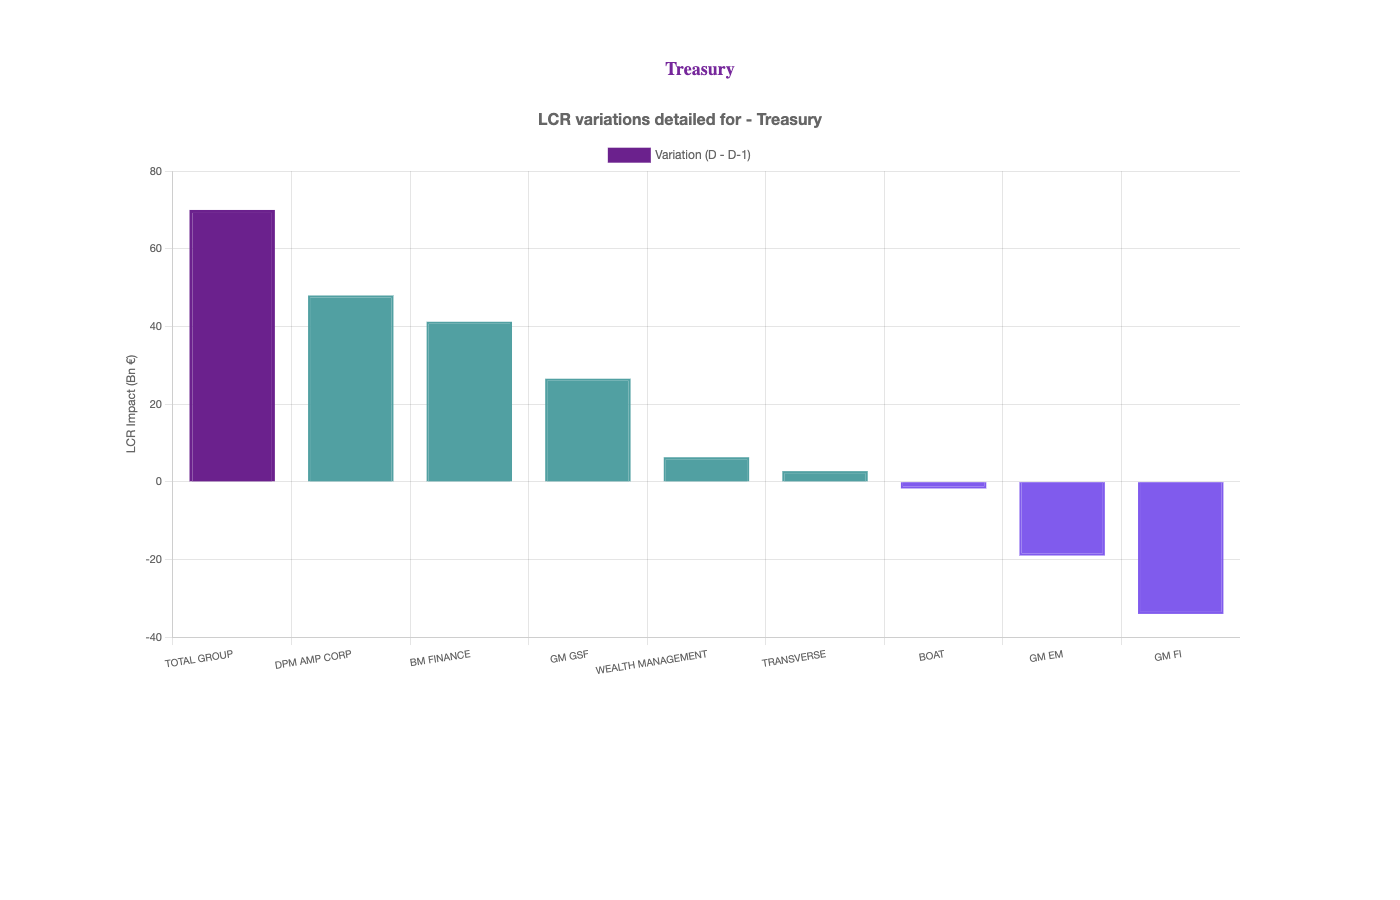 Treasury
LCR variations detailed for - Treasury
Variation (D - D-1)
LCR Impact (Bn €)
80
60
40
20
0
-20
-40
TOTAL GROUP
DPM AMP CORP
BM FINANCE
GM GSF
WEALTH MANAGEMENT
TRANSVERSE
BOAT
GM EM
GM FI